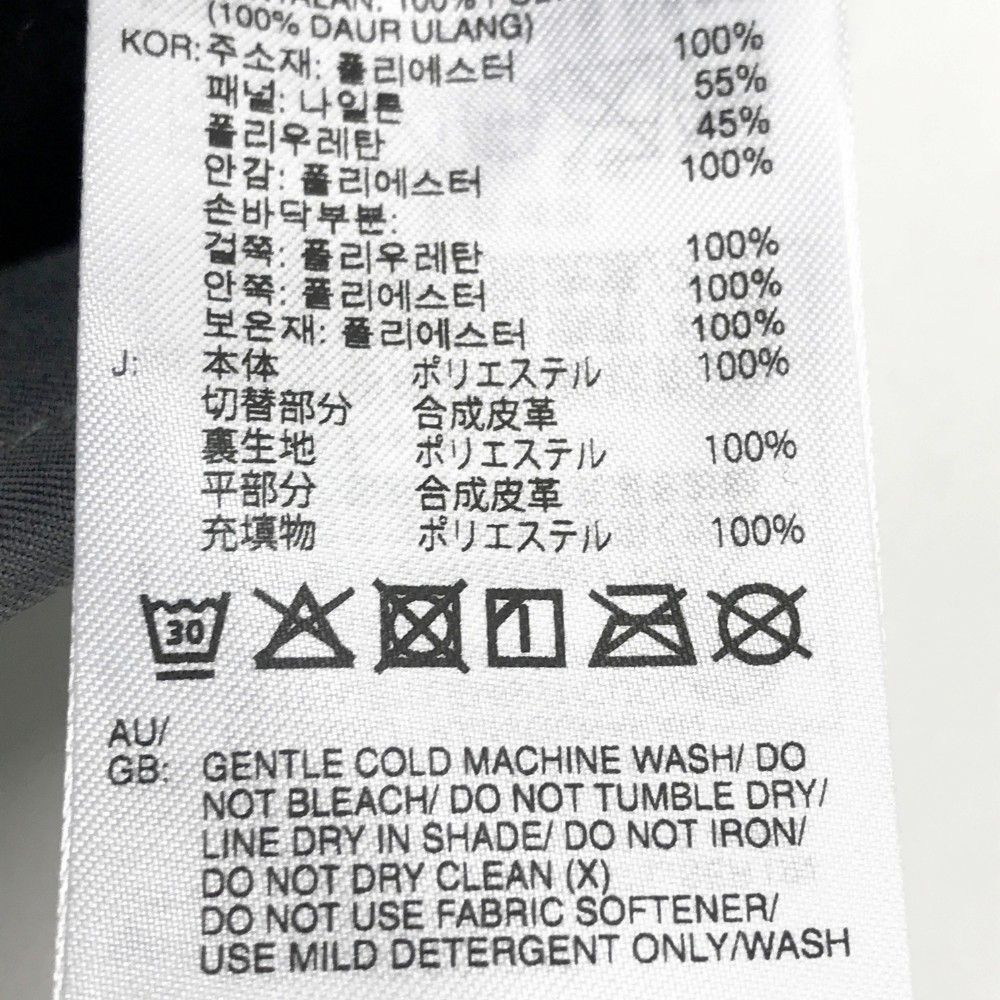 (100% DAUR ULANG)
KOR: 주소재: 폴리에스터 100%
패널: 나일론 55%
폴리우레탄 45%
안감: 폴리에스터 100%
손바닥부분:
겉쪽: 폴리우레탄 100%
안쪽: 폴리에스터 100%
보온재: 폴리에스터 100%
J: 本体 ポリエステル 100%
切替部分 合成皮革
裏生地 ポリエステル 100%
平部分 合成皮革
充填物 ポリエステル 100%
30
AU/
GB: GENTLE COLD MACHINE WASH/ DO
NOT BLEACH/ DO NOT TUMBLE DRY/
LINE DRY IN SHADE/ DO NOT IRON/
DO NOT DRY CLEAN (X)
DO NOT USE FABRIC SOFTENER/
USE MILD DETERGENT ONLY/WASH